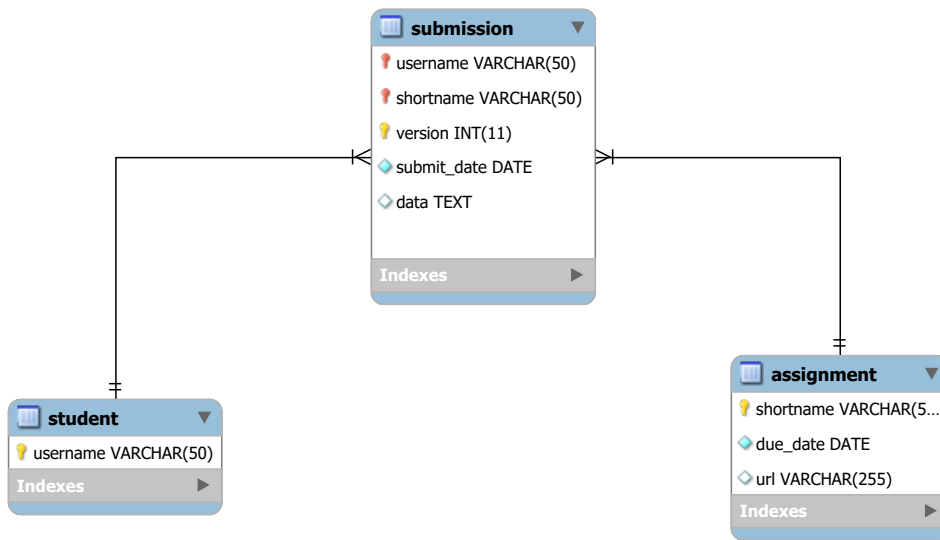 submission
username VARCHAR(50)
shortname VARCHAR(50)
version INT(11)
submit_date DATE
data TEXT
Indexes
student
username VARCHAR(50)
Indexes
assignment
shortname VARCHAR(5...
due_date DATE
url VARCHAR(255)
Indexes